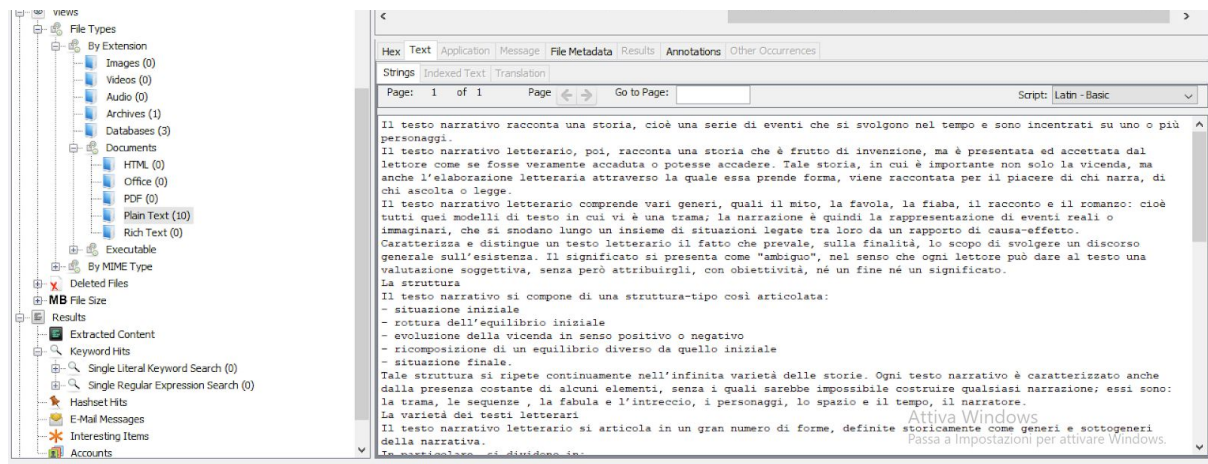 Views
File Types
By Extension
Images (0)
Videos (0)
Audio (0)
Archives (1)
Databases (3)
Documents
HTML (0)
Office (0)
PDF (0)
Plain Text (10)
Rich Text (0)
Executable
By MIME Type
Deleted Files
MB File Size
Results
Extracted Content
Keyword Hits
Single Literal Keyword Search (0)
Single Regular Expression Search (0)
Hashset Hits
E-Mail Messages
Interesting Items
Accounts
Hex Text Application Message File Metadata Results Annotations Other Occurrences
Strings Indexed Text Translation
Page: 1 of 1 Page Go to Page: Script: Latin - Basic
Il testo narrativo racconta una storia, cioè una serie di eventi che si svolgono nel tempo e sono incentrati su uno o più
personaggi.
Il testo narrativo letterario, poi, racconta una storia che è frutto di invenzione, ma è presentata ed accettata dal
lettore come se fosse veramente accaduta o potesse accadere. Tale storia, in cui è importante non solo la vicenda, ma
anche l'elaborazione letteraria attraverso la quale essa prende forma, viene raccontata per il piacere di chi narra, di
chi ascolta o legge.
Il testo narrativo letterario comprende vari generi, quali il mito, la favola, la fiaba, il racconto e il romanzo: cioè
tutti quei modelli di testo in cui vi è una trama; la narrazione è quindi la rappresentazione di eventi reali o
immaginari, che si snodano lungo un insieme di situazioni legate tra loro da un rapporto di causa-effetto.
Caratterizza e distingue un testo letterario il fatto che prevale, sulla finalità, lo scopo di svolgere un discorso
generale sull'esistenza. Il significato si presenta come "ambiguo", nel senso che ogni lettore può dare al testo una
valutazione soggettiva, senza però attribuirgli, con obiettività, né un fine né un significato.
La struttura
Il testo narrativo si compone di una struttura-tipo così articolata:
- situazione iniziale
- rottura dell'equilibrio iniziale
- evoluzione della vicenda in senso positivo o negativo
- ricomposizione di un equilibrio diverso da quello iniziale
- situazione finale.
Tale struttura si ripete continuamente nell'infinita varietà delle storie. Ogni testo narrativo è caratterizzato anche
dalla presenza costante di alcuni elementi, senza i quali sarebbe impossibile costruire qualsiasi narrazione; essi sono:
la trama, le sequenze , la fabula e l'intreccio, i personaggi, lo spazio e il tempo, il narratore.
La varietà dei testi letterari
Il testo narrativo letterario si articola in un gran numero di forme, definite storicamente come generi e sottogeneri
della narrativa.
In particolare, si dividono in:
Attiva Windows
Passa a Impostazioni per attivare Windows.